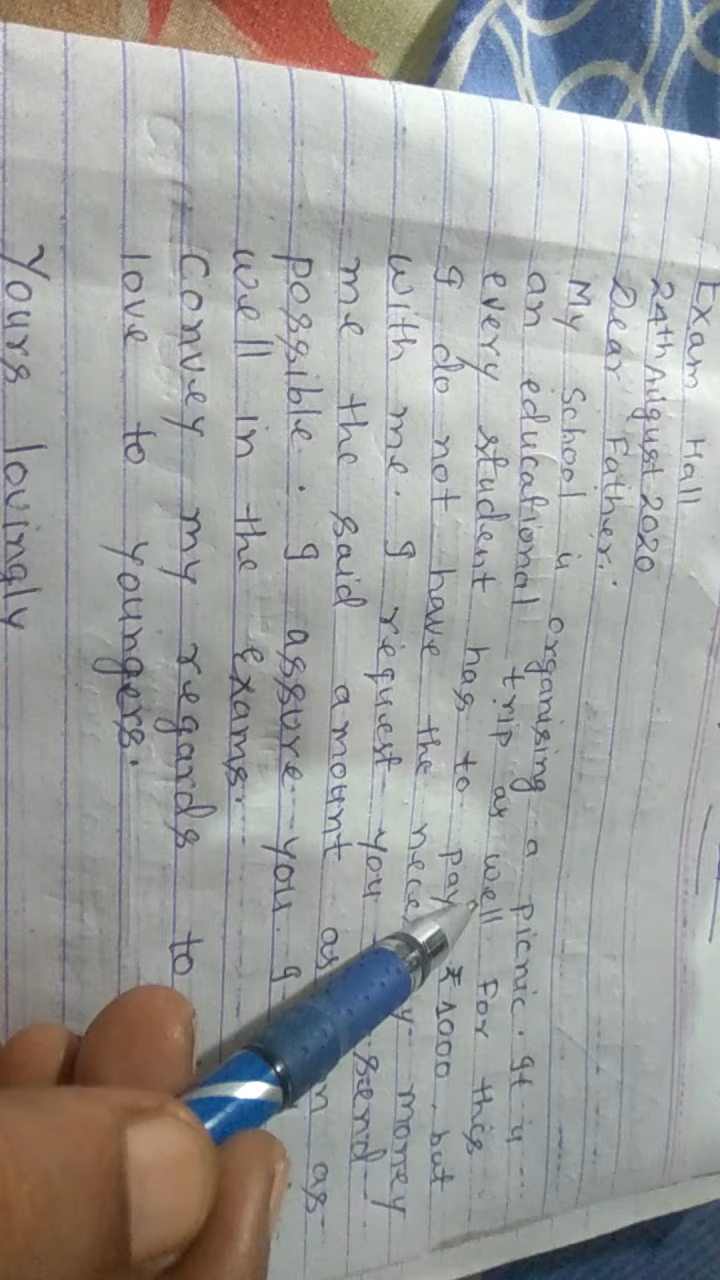 Exam Hall
24th August 2020
Dear Father:
My School is organising a picnic. It is
an educational trip as well For this
every student has to pay ₹1000, but
I do not have the money
with me. I request you send
me the said amount as as
possible. I assure you. I
well in the Exams.
Convey my regards to
love to youngers.
Yours lovingly